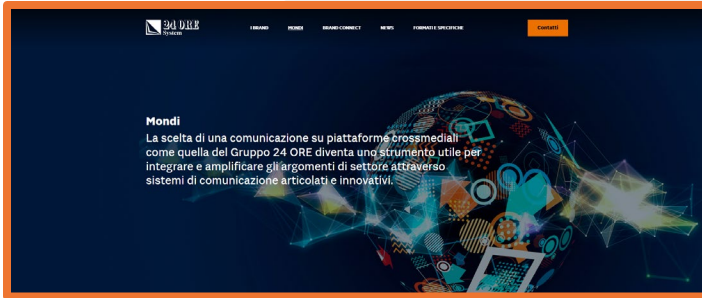 24 ORE
System
I BRAND
MONDI
BRAND CONNECT
NEWS
FORMATI E SPECIFICHE
Contatti
Mondi
La scelta di una comunicazione su piattaforme crossmediali
come quella del Gruppo 24 ORE diventa uno strumento utile per
integrare e amplificare gli argomenti di settore attraverso
sistemi di comunicazione articolati e innovativi.